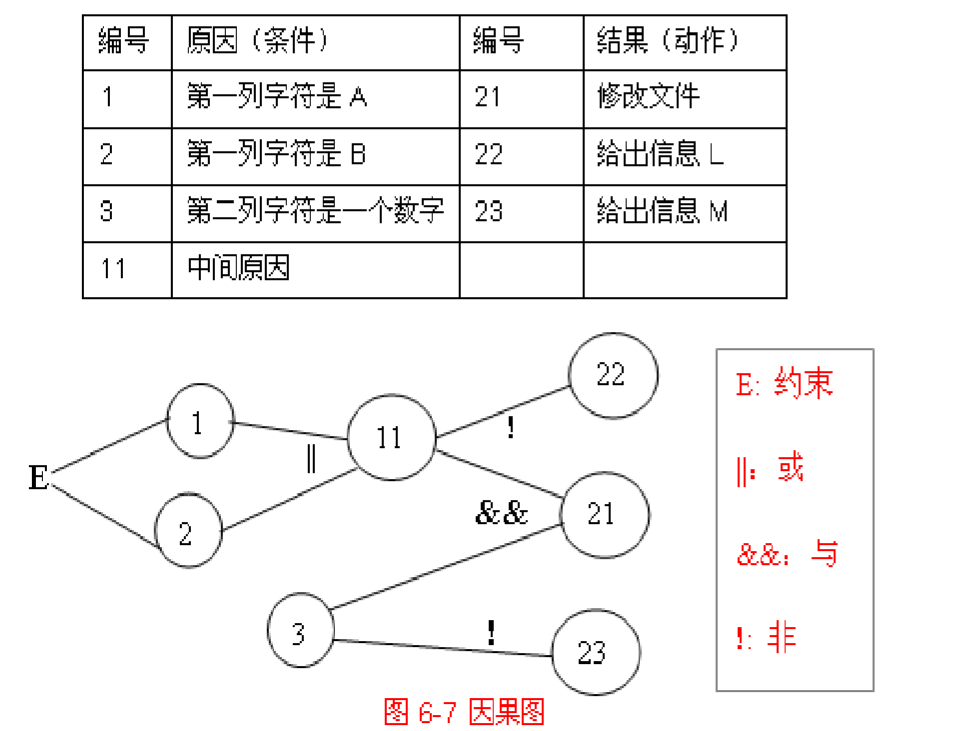 编号 原因（条件） 编号 结果（动作）
1 第一列字符是 A 21 修改文件
2 第一列字符是 B 22 给出信息 L
3 第二列字符是一个数字 23 给出信息 M
11 中间原因
22
E: 约束
1
11
!
||
||: 或
E
&&
21
2
&&: 与
3
!
23
!: 非
图 6-7 因果图